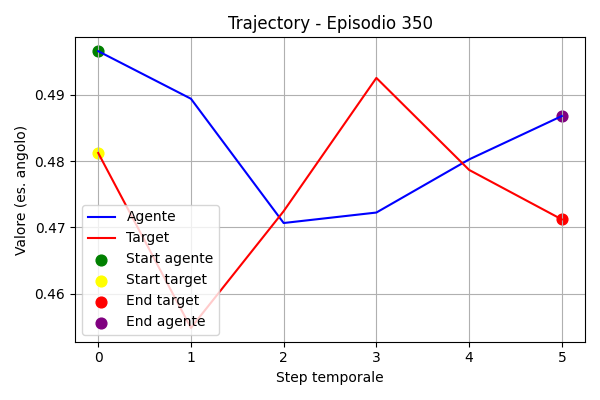 Trajectory - Episodio 350
Valore (es. angolo)
0.49
0.48
0.47
0.46
Agente
Target
Start agente
Start target
End target
End agente
0 1 2 3 4 5
Step temporale